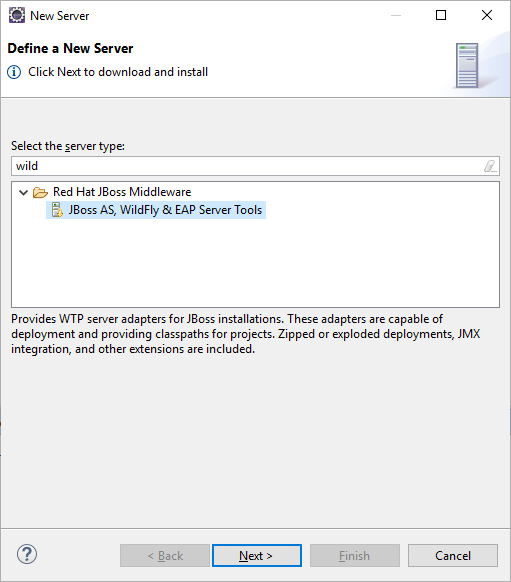 New Server
Define a New Server
Click Next to download and install
Select the server type:
wild
Red Hat JBoss Middleware
JBoss AS, WildFly & EAP Server Tools
Provides WTP server adapters for JBoss installations. These adapters are capable of
deployment and providing classpaths for projects. Zipped or exploded deployments, JMX
integration, and other extensions are included.
? < Back Next > Finish Cancel